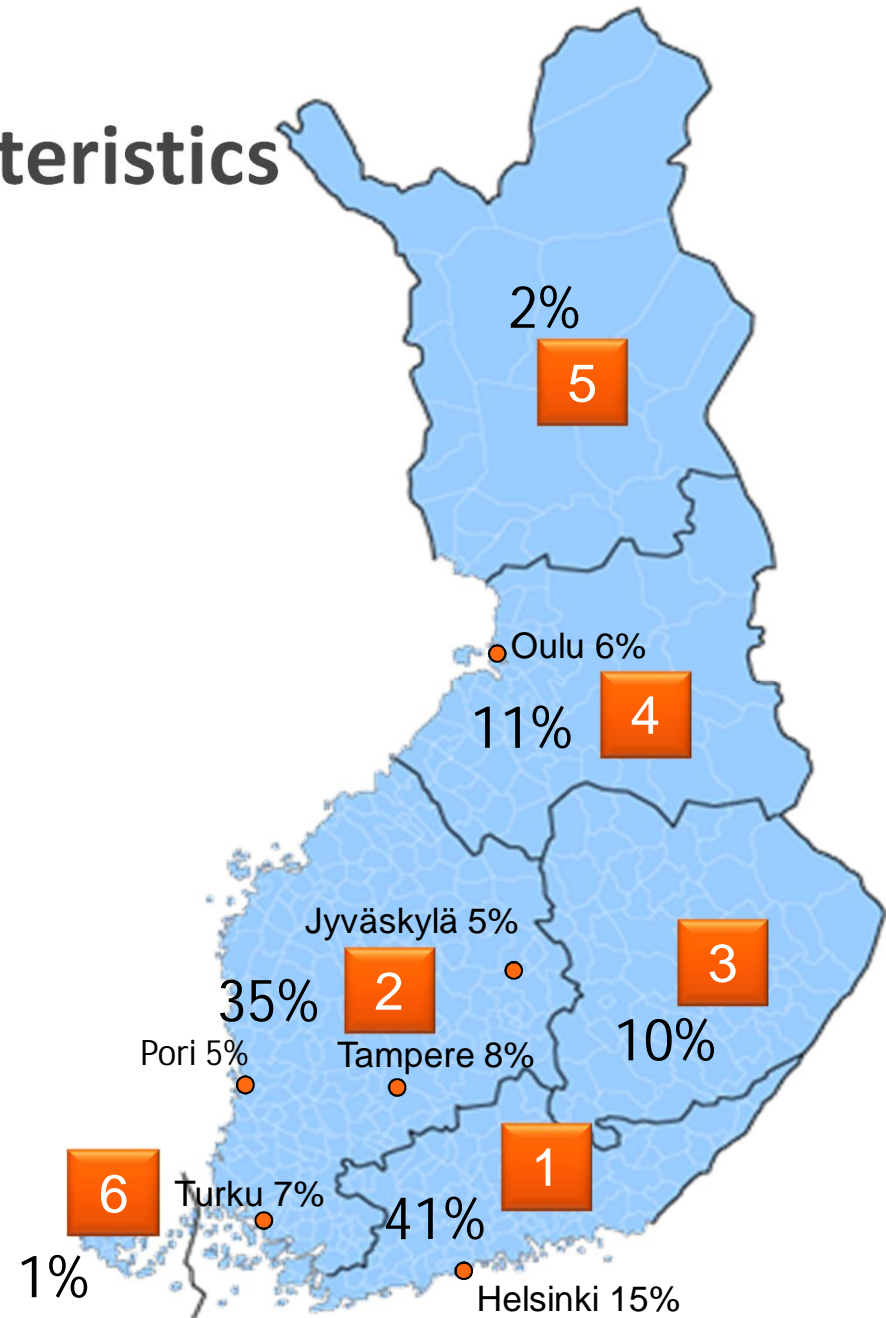 teristics
2%
5
Oulu 6%
11%
4
Jyväskylä 5%
3
2
35%
10%
Pori 5%
Tampere 8%
1
6
Turku 7%
41%
1%
Helsinki 15%